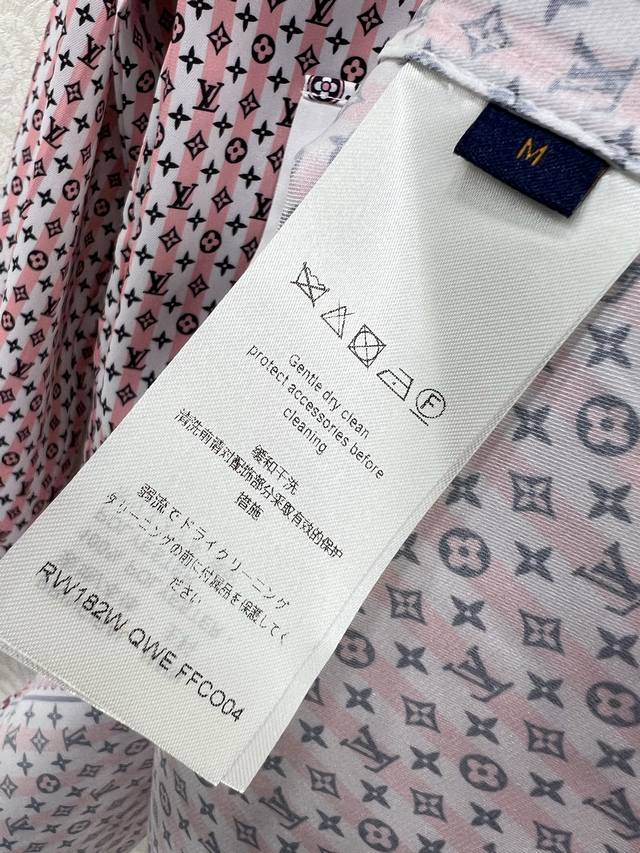 M
F
Gentle dry clean
protect accessories before
cleaning
缓和干洗
清洗前请对配饰部分采取有效的保护
措施
弱流で ドライクリーニング
クリーニングの前に付属品を保護してく
ださい
RW182W QWE FFCO04